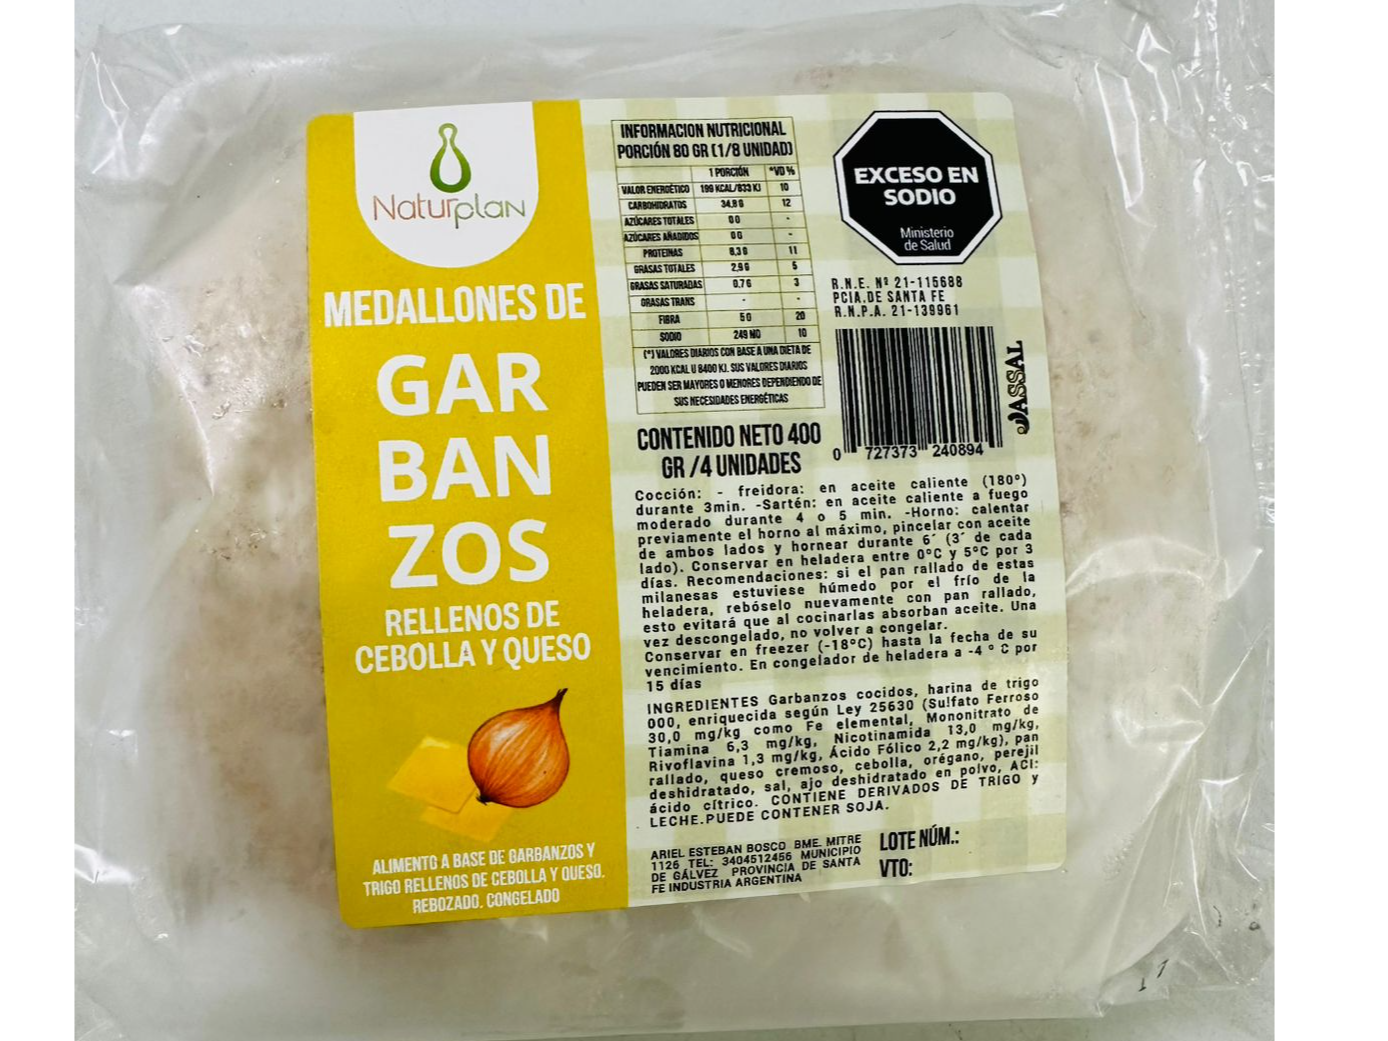 Naturplan
MEDALLONES DE
GAR
BAN
ZOS
RELLENOS DE
CEBOLLA Y QUESO
ALIMENTO A BASE DE GARBANZOS Y
TRIGO RELLENOS DE CEBOLLA Y QUESO.
REBOZADO. CONGELADO
INFORMACION NUTRICIONAL
PORCIÓN 80 GR (1/8 UNIDAD)
1 PORCIÓN *VD %
VALOR ENERGÉTICO 199 KCAL/833 KJ 10
CARBOHIDRATOS 34,8 G 12
AZÚCARES TOTALES 0 G -
AZÚCARES AÑADIDOS 0 G -
PROTEINAS 8,3 G 11
GRASAS TOTALES 2,9 G 5
GRASAS SATURADAS 0,7 G 3
GRASAS TRANS - -
FIBRA 5 G 20
SODIO 249 MG 10
(*) VALORES DIARIOS CON BASE A UNA DIETA DE
2000 KCAL U 8400 KJ. SUS VALORES DIARIOS
PUEDEN SER MAYORES O MENORES DEPENDIENDO DE
SUS NECESIDADES ENERGÉTICAS
EXCESO EN
SODIO
Ministerio
de Salud
R.N.E. Nº 21-115688
PCIA.DE SANTA FE
R.N.P.A. 21-139961
ASSAL
0 727373 240894
CONTENIDO NETO 400
GR /4 UNIDADES
Cocción: - freidora: en aceite caliente (180º)
durante 3min. -Sartén: en aceite caliente a fuego
moderado durante 4 o 5 min. -Horno: calentar
previamente el horno al máximo, pincelar con aceite
de ambos lados y hornear durante 6´ (3´ de cada
lado). Conservar en heladera entre 0ºC y 5ºC por 3
días. Recomendaciones: si el pan rallado de estas
milanesas estuviese húmedo por el frío de la
heladera, rebóselo nuevamente con pan rallado,
esto evitará que al cocinarlas absorban aceite. Una
vez descongelado, no volver a congelar.
Conservar en freezer (-18ºC) hasta la fecha de su
vencimiento. En congelador de heladera a -4 º C por
15 días
INGREDIENTES Garbanzos cocidos, harina de trigo
000, enriquecida según Ley 25630 (Sulfato Ferroso
30,0 mg/kg como Fe elemental, Mononitrato de
Tiamina 6,3 mg/kg, Nicotinamida 13,0 mg/kg,
Rivoflavina 1,3 mg/kg, Ácido Fólico 2,2 mg/kg), pan
rallado, queso cremoso, cebolla, orégano, perejil
deshidratado, sal, ajo deshidratado en polvo, ACI:
ácido cítrico. CONTIENE DERIVADOS DE TRIGO y
LECHE.PUEDE CONTENER SOJA.
ARIEL ESTEBAN BOSCO BME. MITRE
1126 TEL: 3404512456 MUNICIPIO
DE GÁLVEZ PROVINCIA DE SANTA
FE INDUSTRIA ARGENTINA
LOTE NÚM.:
VTO: